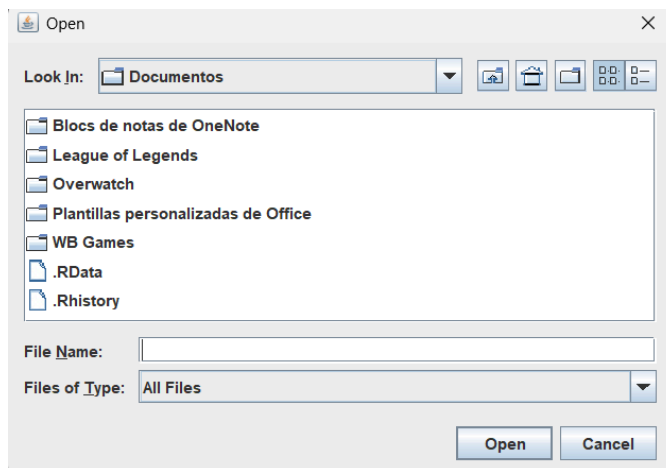 Open
Look In: Documentos
Blocs de notas de OneNote
League of Legends
Overwatch
Plantillas personalizadas de Office
WB Games
.RData
.Rhistory
File Name:
Files of Type: All Files
Open Cancel